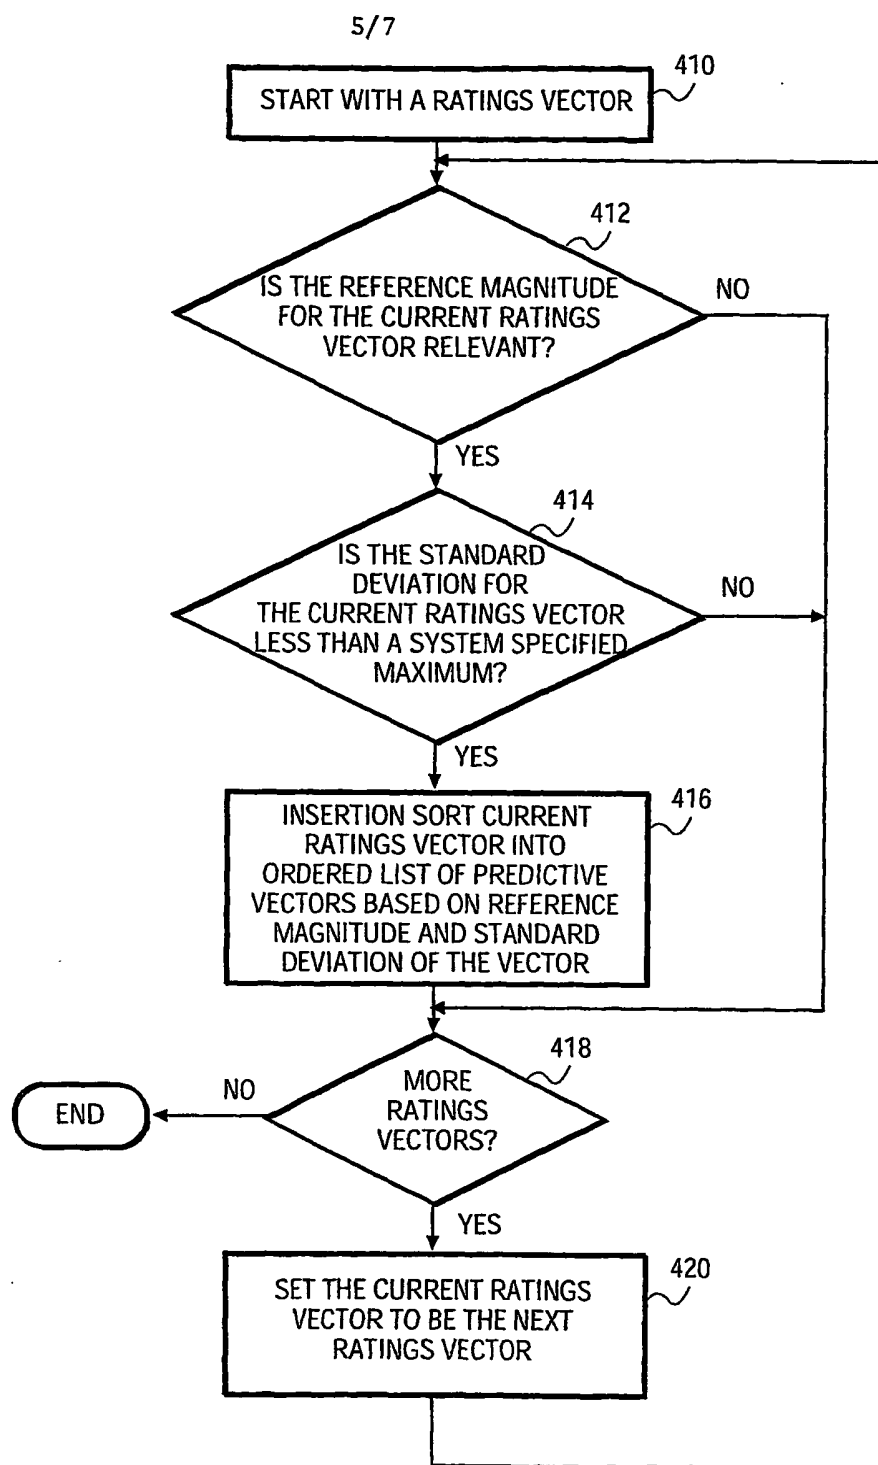 5/7
START WITH A RATINGS VECTOR
410
412
IS THE REFERENCE MAGNITUDE
FOR THE CURRENT RATINGS
VECTOR RELEVANT?
NO
YES
414
IS THE STANDARD
DEVIATION FOR
THE CURRENT RATINGS VECTOR
LESS THAN A SYSTEM SPECIFIED
MAXIMUM?
NO
YES
416
INSERTION SORT CURRENT
RATINGS VECTOR INTO
ORDERED LIST OF PREDICTIVE
VECTORS BASED ON REFERENCE
MAGNITUDE AND STANDARD
DEVIATION OF THE VECTOR
418
MORE
RATINGS
VECTORS?
NO
END
YES
420
SET THE CURRENT RATINGS
VECTOR TO BE THE NEXT
RATINGS VECTOR